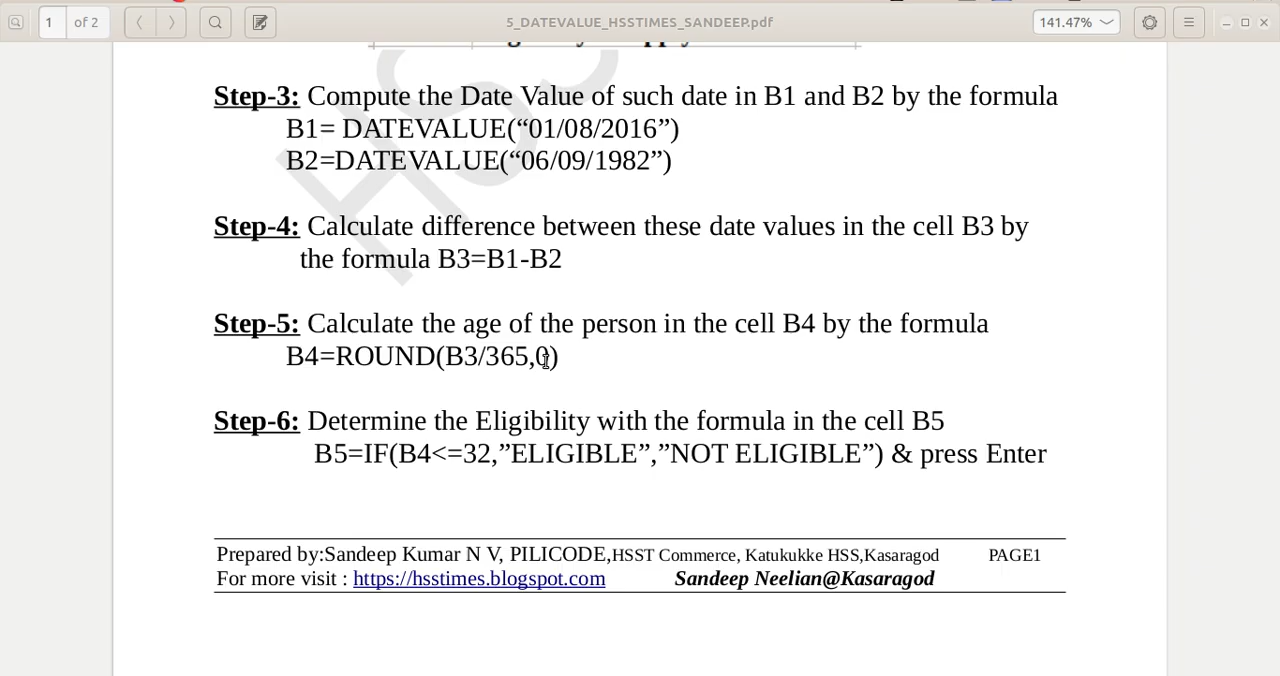 1 of 2
5_DATEVALUE_HSSTIMES_SANDEEP.pdf
141.47%
Step-3: Compute the Date Value of such date in B1 and B2 by the formula
B1= DATEVALUE(“01/08/2016”)
B2=DATEVALUE(“06/09/1982”)
Step-4: Calculate difference between these date values in the cell B3 by
the formula B3=B1-B2
Step-5: Calculate the age of the person in the cell B4 by the formula
B4=ROUND(B3/365,0)
Step-6: Determine the Eligibility with the formula in the cell B5
B5=IF(B4<=32,”ELIGIBLE”,”NOT ELIGIBLE”) & press Enter
Prepared by:Sandeep Kumar N V, PILICODE,HSST Commerce, Katukukke HSS,Kasaragod PAGE1
For more visit : https://hsstimes.blogspot.com Sandeep Neelian@Kasaragod